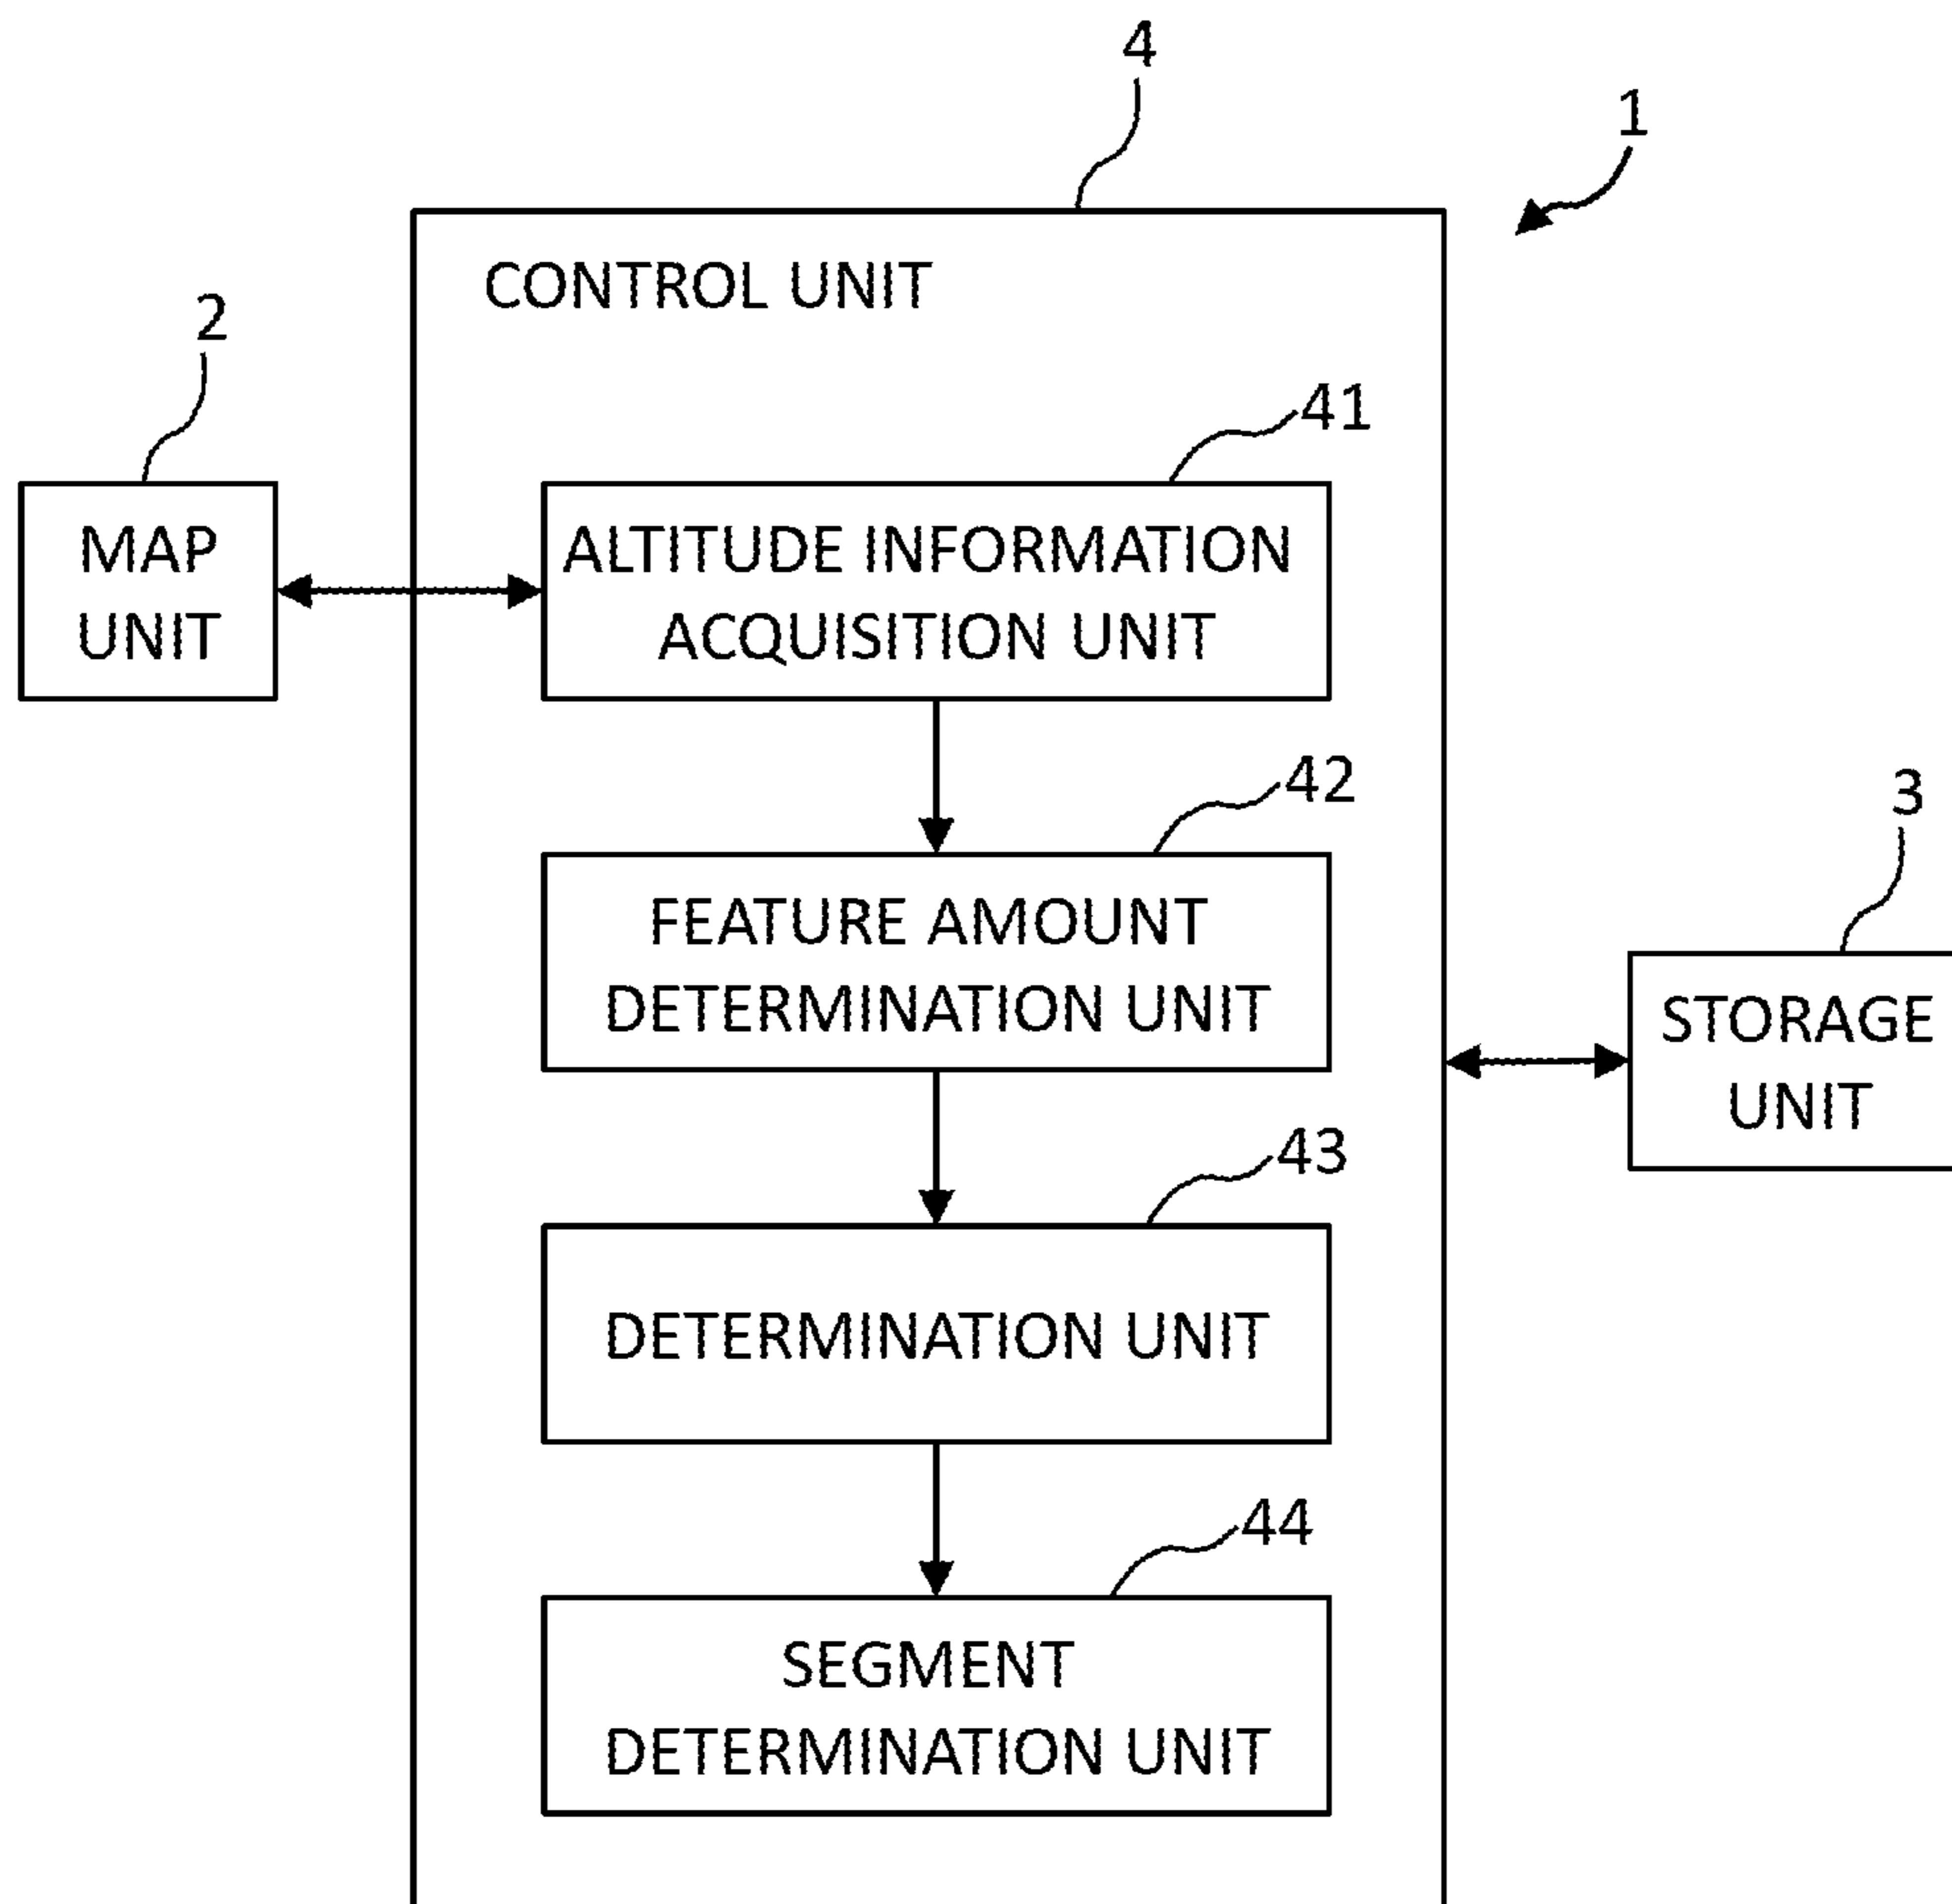 4
1
CONTROL UNIT
2
41
MAP
UNIT
ALTITUDE INFORMATION
ACQUISITION UNIT
42
FEATURE AMOUNT
DETERMINATION UNIT
3
STORAGE
UNIT
43
DETERMINATION UNIT
44
SEGMENT
DETERMINATION UNIT